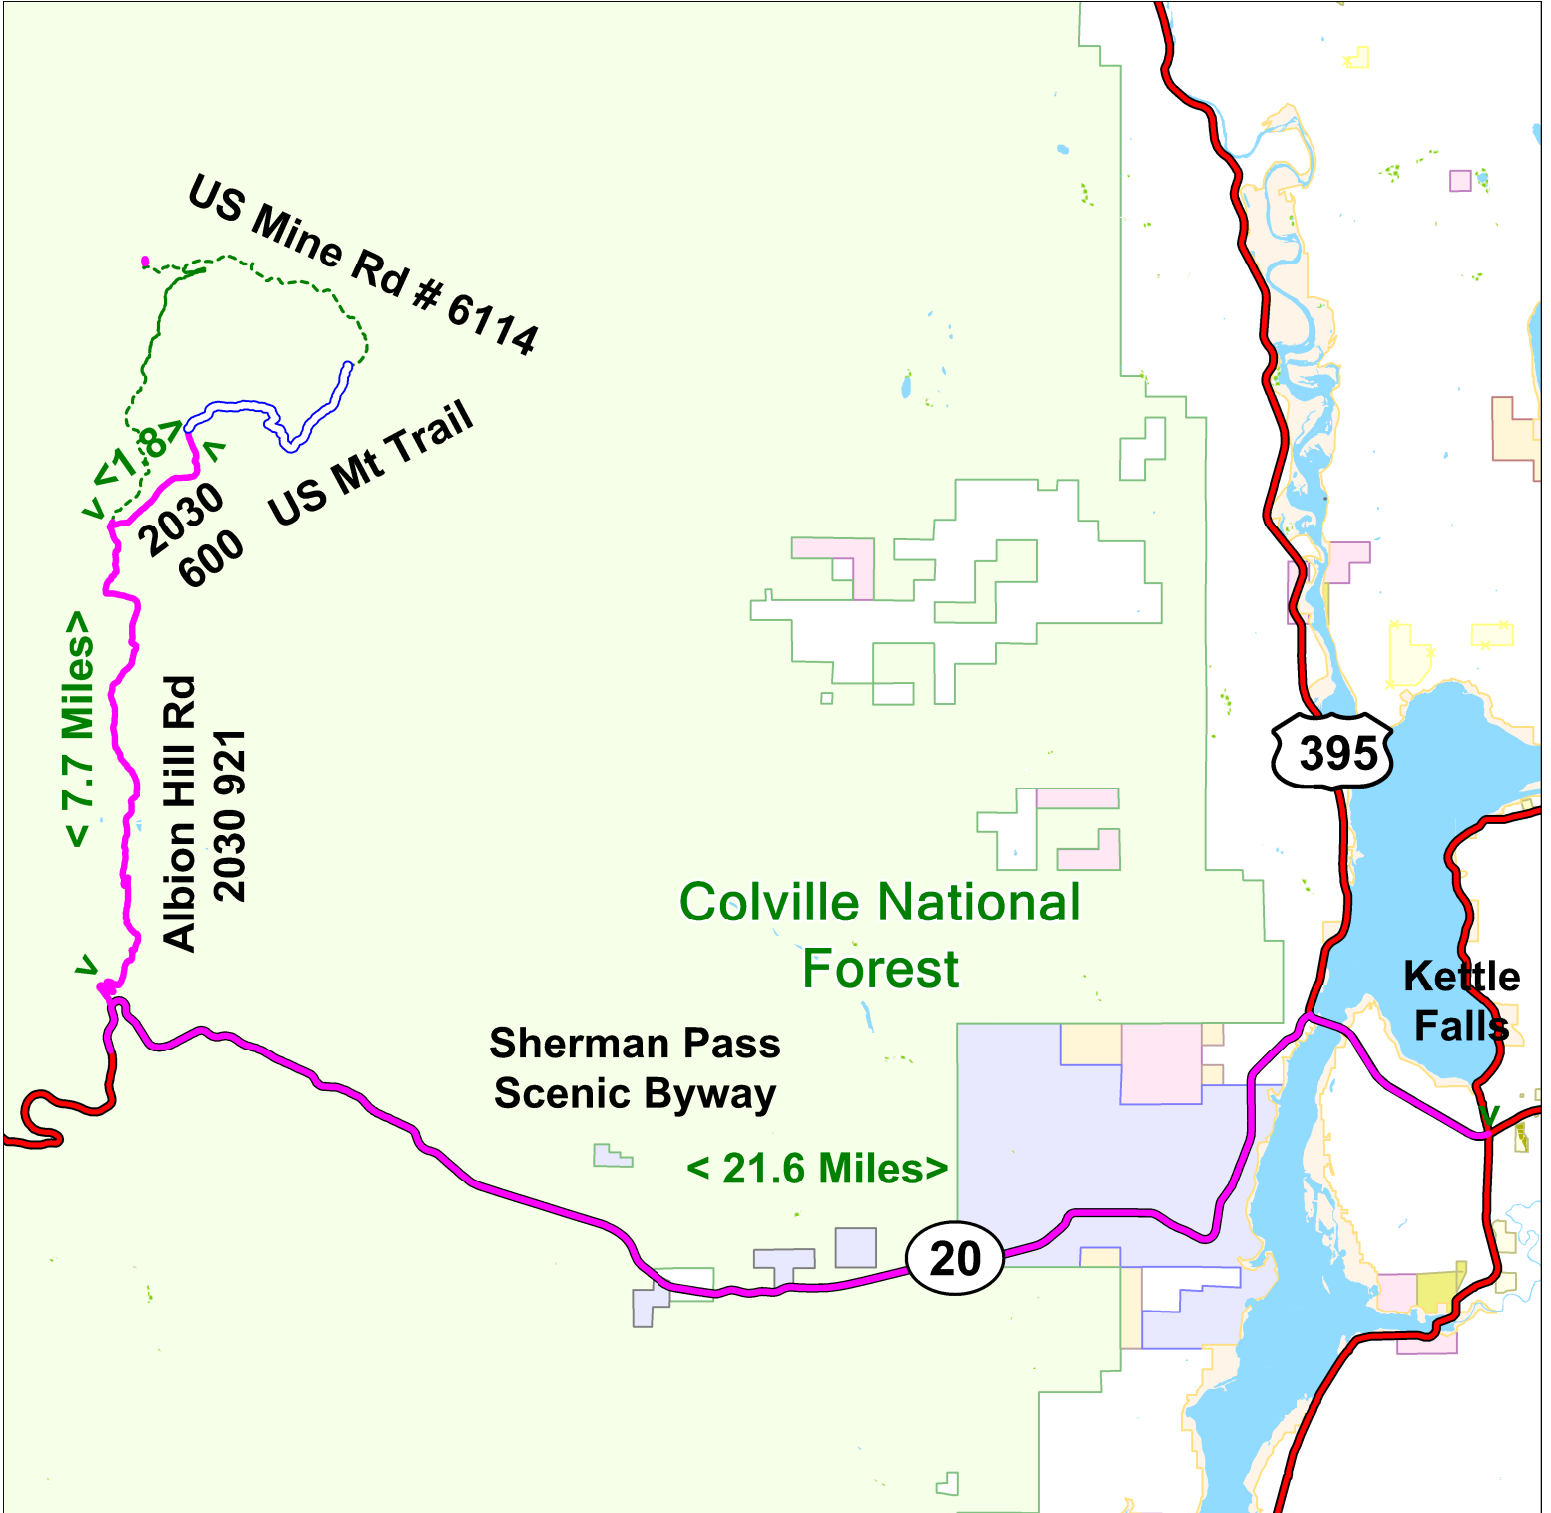 US Mine Rd # 6114
<1.8>
>
US Mt Trail
>
2030
600
< 7.7 Miles>
Albion Hill Rd
2030 921
395
Colville National
Forest
>
Kettle
Falls
Sherman Pass
Scenic Byway
>
< 21.6 Miles>
20